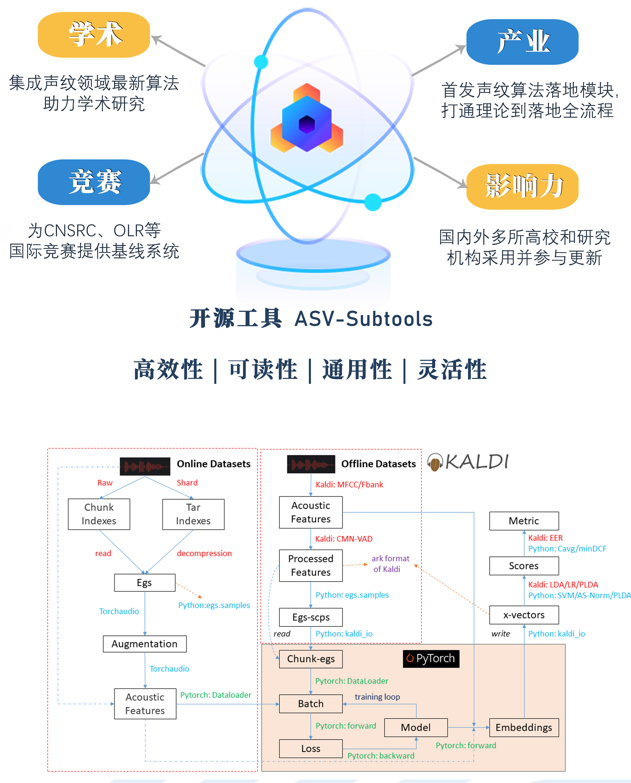 学术
集成声纹领域最新算法
助力学术研究
产业
首发声纹算法落地模块,
打通理论到落地全流程
竞赛
为CNSRC、OLR等
国际竞赛提供基线系统
影响力
国内外多所高校和研究
机构采用并参与更新
开源工具 ASV-Subtools
高效性 | 可读性 | 通用性 | 灵活性
Online Datasets
Raw
Shard
Chunk
Indexes
Tar
Indexes
read
decompression
Egs
Python:egs.samples
Torchaudio
Augmentation
Torchaudio
Acoustic
Features
Pytorch: Dataloader
Offline Datasets
KALDI
Kaldi: MFCC/Fbank
Acoustic
Features
Kaldi: CMN-VAD
Processed
Features
ark format
of Kaldi
Python: egs.samples
Egs-scps
read
Python: kaldi_io
Chunk-egs
PyTorch
Pytorch: DataLoader
Batch
training loop
Pytorch: forward
Model
Loss
Pytorch: backward
Pytorch: forward
Embeddings
Metric
Kaldi: EER
Python: Cavg/minDCF
Scores
Kaldi: LDA/LR/PLDA
Python: SVM/AS-Norm/PLDA
x-vectors
write
Python: kaldi_io